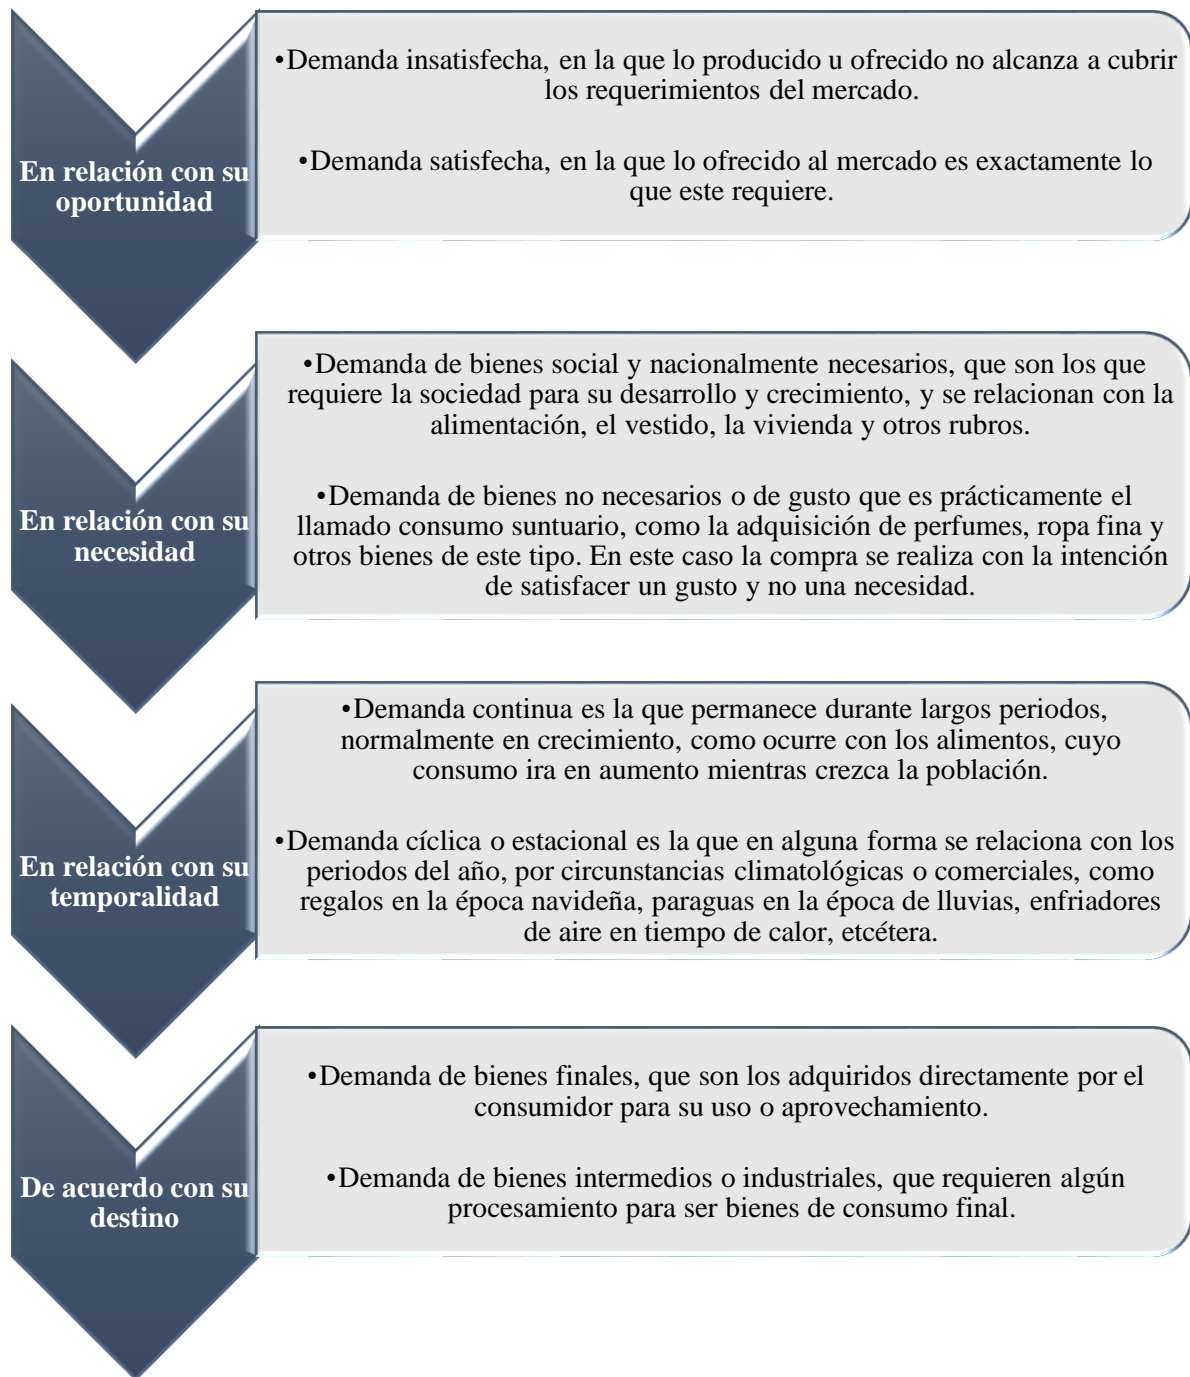 En relación con su
oportunidad
•Demanda insatisfecha, en la que lo producido u ofrecido no alcanza a cubrir
los requerimientos del mercado.
•Demanda satisfecha, en la que lo ofrecido al mercado es exactamente lo
que este requiere.
En relación con su
necesidad
•Demanda de bienes social y nacionalmente necesarios, que son los que
requiere la sociedad para su desarrollo y crecimiento, y se relacionan con la
alimentación, el vestido, la vivienda y otros rubros.
•Demanda de bienes no necesarios o de gusto que es prácticamente el
llamado consumo suntuario, como la adquisición de perfumes, ropa fina y
otros bienes de este tipo. En este caso la compra se realiza con la intención
de satisfacer un gusto y no una necesidad.
En relación con su
temporalidad
•Demanda continua es la que permanece durante largos periodos,
normalmente en crecimiento, como ocurre con los alimentos, cuyo
consumo ira en aumento mientras crezca la población.
•Demanda cíclica o estacional es la que en alguna forma se relaciona con los
periodos del año, por circunstancias climatológicas o comerciales, como
regalos en la época navideña, paraguas en la época de lluvias, enfriadores
de aire en tiempo de calor, etcétera.
De acuerdo con su
destino
•Demanda de bienes finales, que son los adquiridos directamente por el
consumidor para su uso o aprovechamiento.
•Demanda de bienes intermedios o industriales, que requieren algún
procesamiento para ser bienes de consumo final.